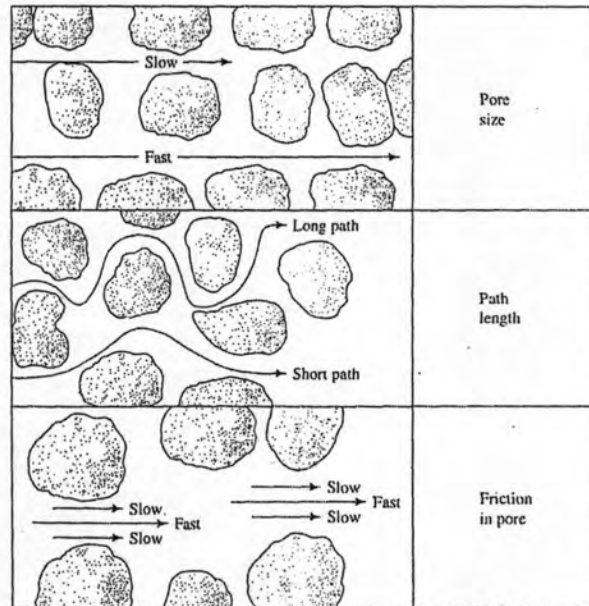 Slow
Fast
Pore
size
Long path
Short path
Path
length
Slow.
Fast
Slow
Slow
Fast
Slow
Friction
in pore